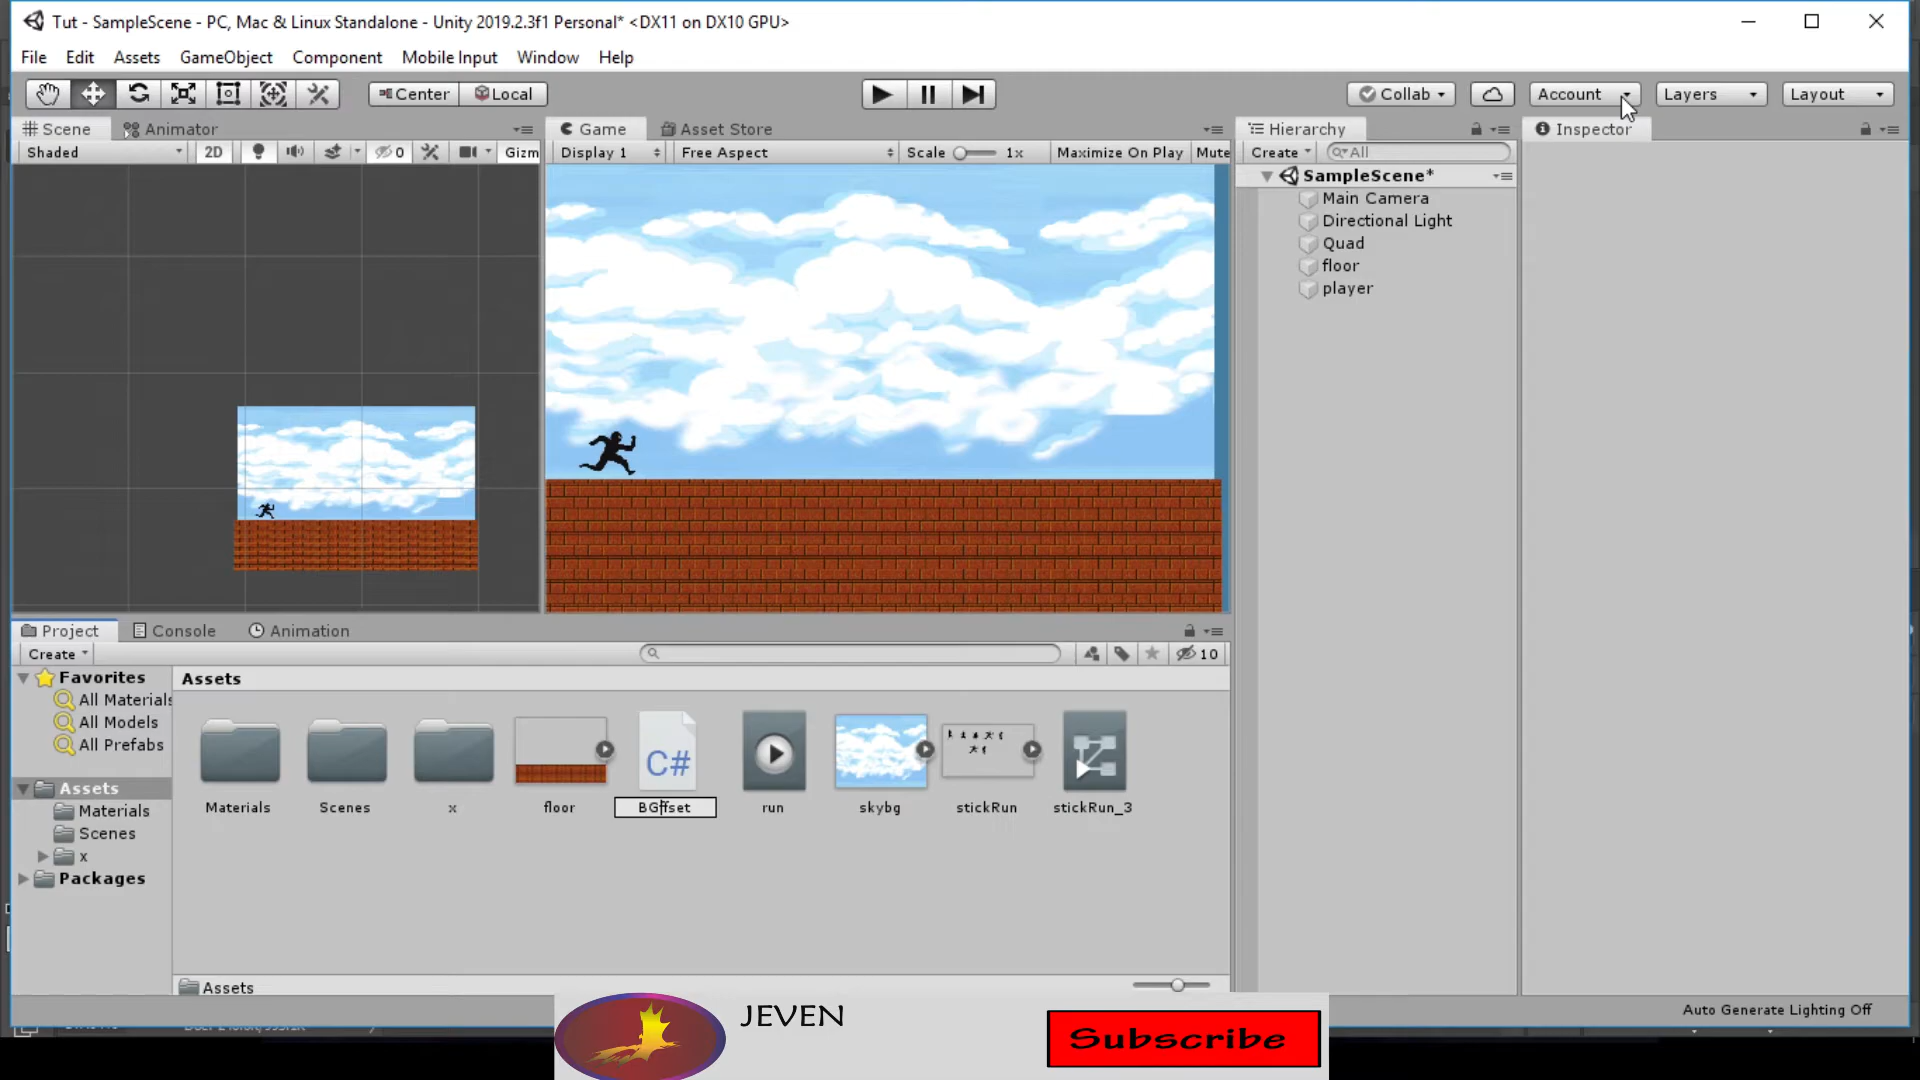 Tut - SampleScene - PC, Mac & Linux Standalone - Unity 2019.2.3f1 Personal* <DX11 on DX10 GPU>
File Edit Assets GameObject Component Mobile Input Window Help
Center Local Collab Account Layers Layout
Scene Animator Game Asset Store Hierarchy Inspector
Shaded 2D 0 Gizm Display 1 Free Aspect Scale 1x Maximize On Play Mute Create All
SampleScene*
Main Camera
Directional Light
Quad
floor
player
Project Console Animation
Create 10
Favorites
All Materials
All Models
All Prefabs
Assets
Materials
Scenes
x
Packages
Assets
C#
Materials Scenes x floor BGffset run skybg stickRun stickRun_3
Assets
Auto Generate Lighting Off
JEVEN
Subscribe